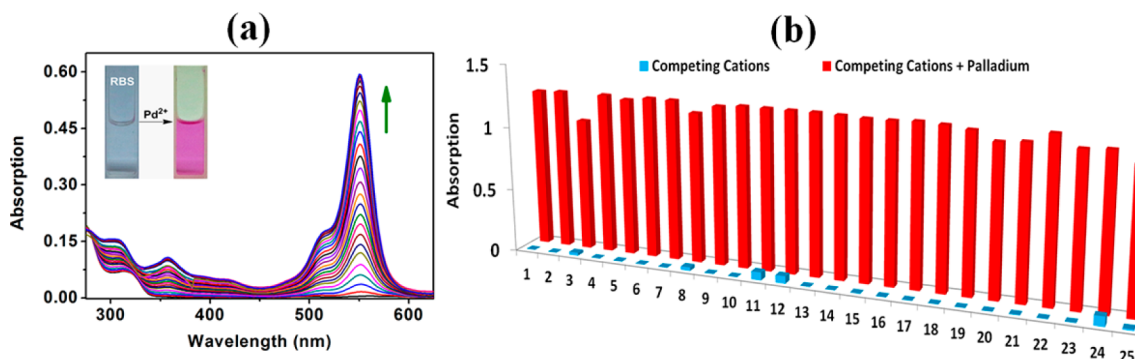 (a)
0.60
0.45
0.30
0.15
0.00
Absorption
RBS
Pd²⁺
300
400
500
600
Wavelength (nm)
(b)
Competing Cations
Competing Cations + Palladium
1.5
1
0.5
0
Absorption
1 2 3 4 5 6 7 8 9 10 11 12 13 14 15 16 17 18 19 20 21 22 23 24 25